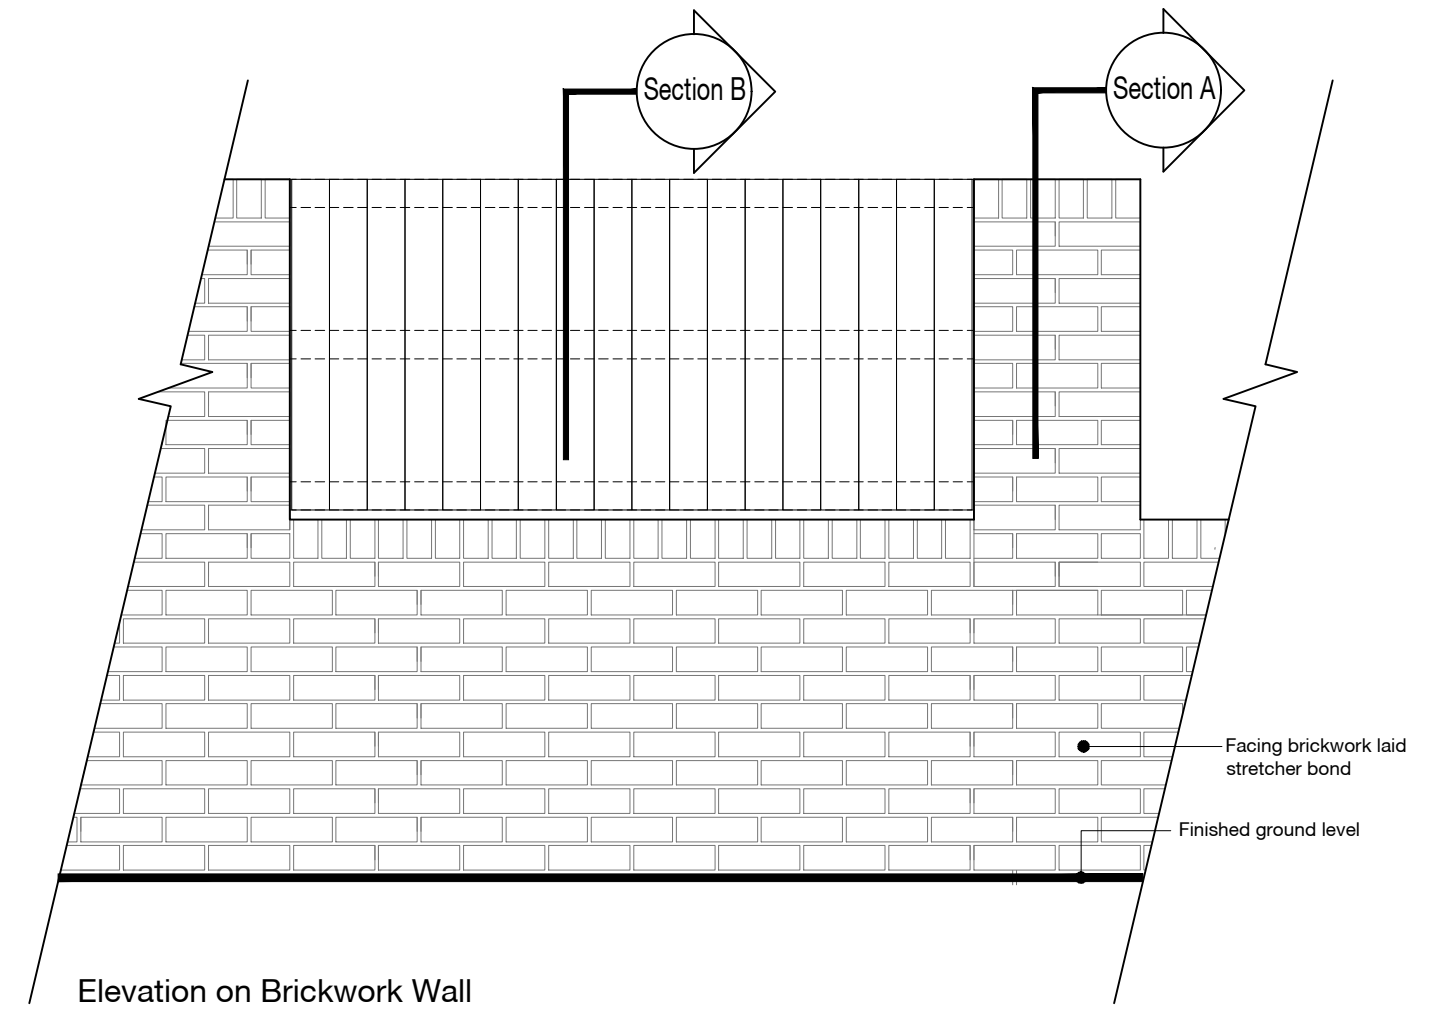 Section B
Section A
Facing brickwork laid
stretcher bond
Finished ground level
Elevation on Brickwork Wall